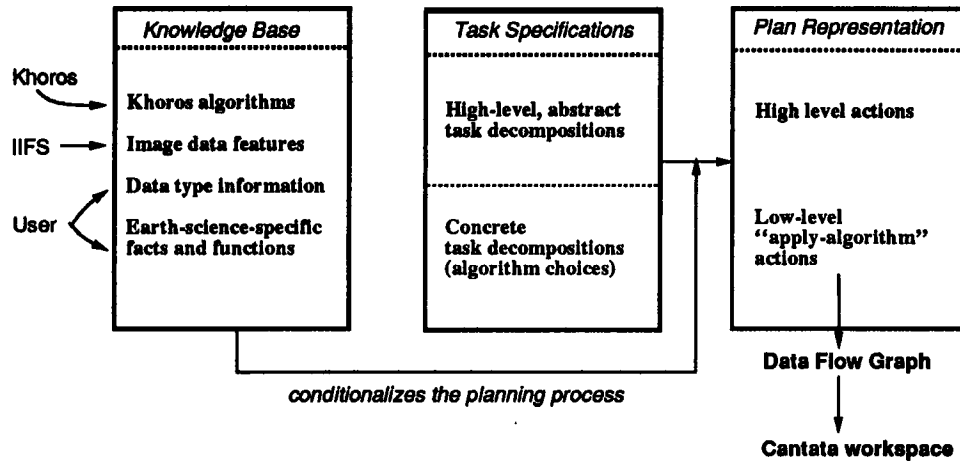 Knowledge Base
Khoros
Khoros algorithms
IIFS
Image data features
Data type information
User
Earth-science-specific
facts and functions
Task Specifications
High-level, abstract
task decompositions
Concrete
task decompositions
(algorithm choices)
Plan Representation
High level actions
Low-level
“apply-algorithm”
actions
conditionalizes the planning process
Data Flow Graph
Cantata workspace